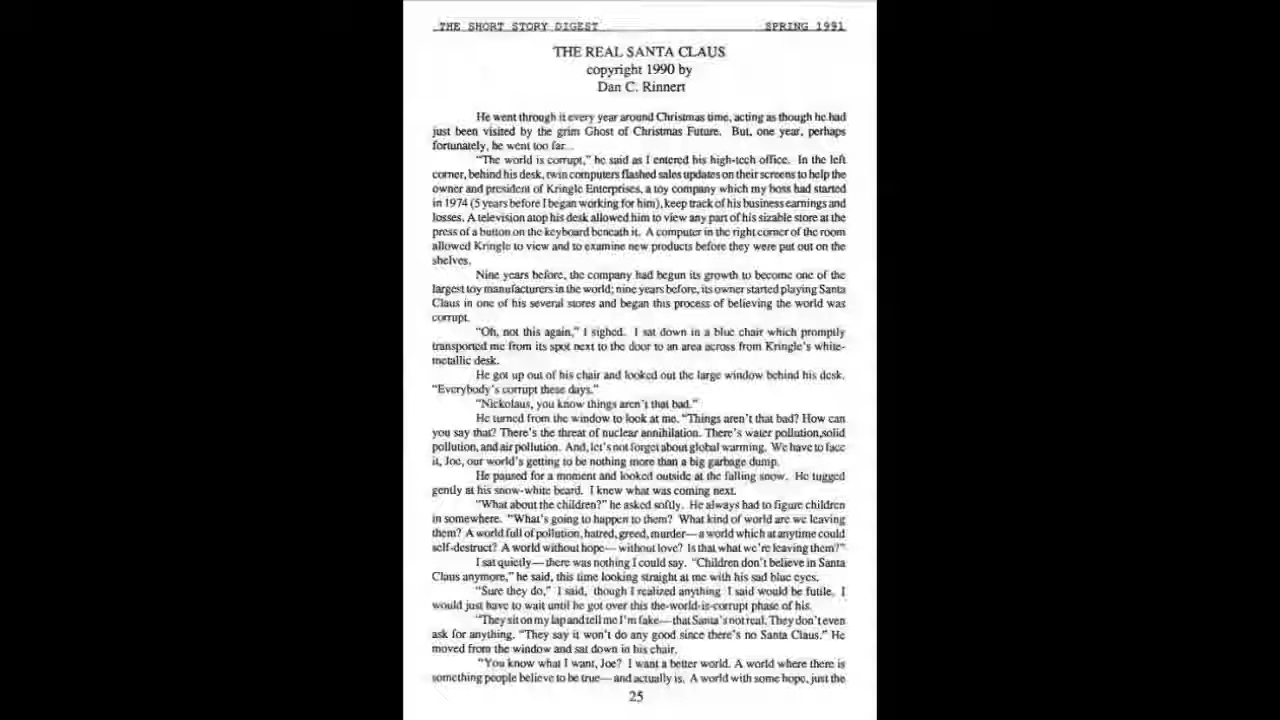 THE SHORT STORY DIGEST SPRING 1991
THE REAL SANTA CLAUS
copyright 1990 by
Dan C. Rinnert
He went through it every year around Christmas time, acting as though he had
just been visited by the grim Ghost of Christmas Future. But, one year, perhaps
fortunately, he went too far...
"The world is corrupt," he said as I entered his high-tech office. In the left
corner, behind his desk, twin computers flashed sales updates on their screens to help the
owner and president of Kringle Enterprises, a toy company which my boss had started
in 1974 (5 years before I began working for him), keep track of his business earnings and
losses. A television atop his desk allowed him to view any part of his sizable store at the
press of a button on the keyboard beneath it. A computer in the right corner of the room
allowed Kringle to view and to examine new products before they were put out on the
shelves.
Nine years before, the company had begun its growth to become one of the
largest toy manufacturers in the world; nine years before, its owner started playing Santa
Claus in one of his several stores and began this process of believing the world was
corrupt.
"Oh, not this again," I sighed. I sat down in a blue chair which promptly
transported me from its spot next to the door to an area across from Kringle's white-
metallic desk.
He got up out of his chair and looked out the large window behind his desk.
"Everybody's corrupt these days."
"Nickolaus, you know things aren't that bad."
He turned from the window to look at me. "Things aren't that bad? How can
you say that? There's the threat of nuclear annihilation. There's water pollution,solid
pollution, and air pollution. And, let's not forget about global warming. We have to face
it, Joe, our world's getting to be nothing more than a big garbage dump.
He paused for a moment and looked outside at the falling snow. He tugged
gently at his snow-white beard. I knew what was coming next.
"What about the children?" he asked softly. He always had to figure children
in somewhere. "What's going to happen to them? What kind of world are we leaving
them? A world full of pollution, hatred, greed, murder—a world which at anytime could
self-destruct? A world without hope—without love? Is that what we're leaving them?"
I sat quietly—there was nothing I could say. "Children don't believe in Santa
Claus anymore," he said, this time looking straight at me with his sad blue eyes.
"Sure they do," I said, though I realized anything I said would be futile. I
would just have to wait until he got over this the-world-is-corrupt phase of his.
"They sit on my lap and tell me I'm fake—that Santa's not real. They don't even
ask for anything. "They say it won't do any good since there's no Santa Claus." He
moved from the window and sat down in his chair.
"You know what I want, Joe? I want a better world. A world where there is
something people believe to be true—and actually is. A world with some hope, just the
25